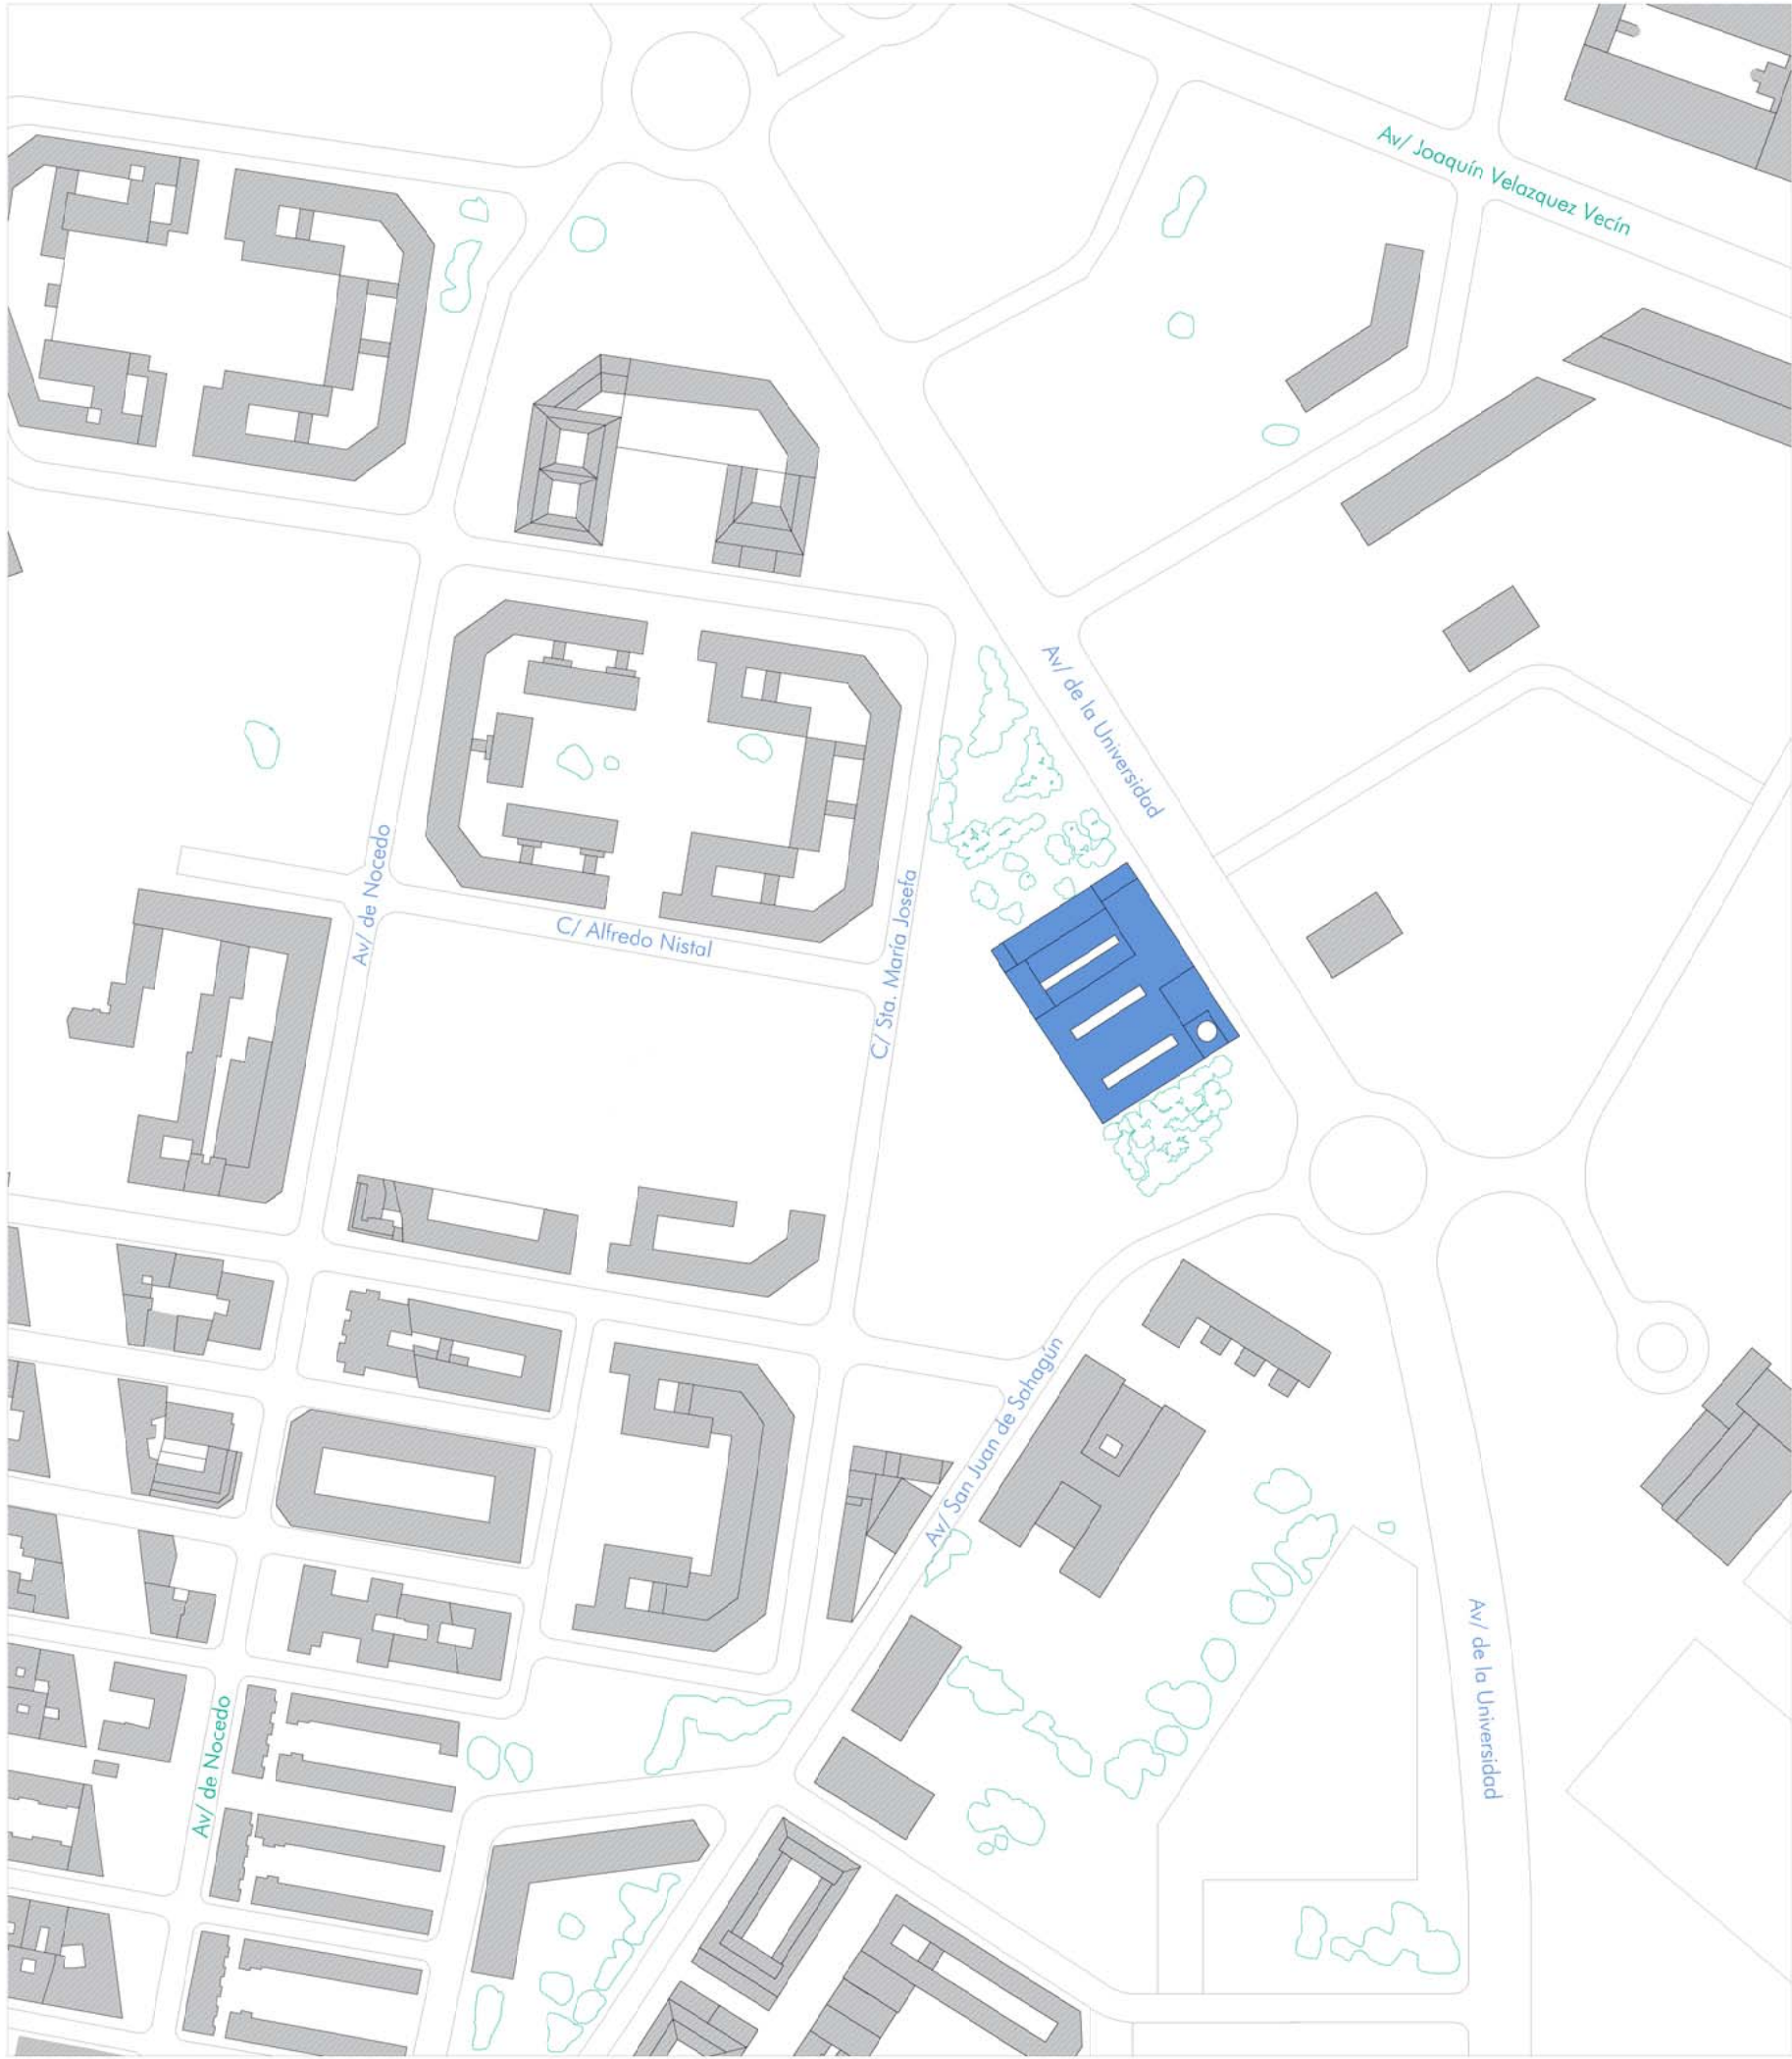 Av/ Joaquín Velazquez Vecín
Av/ de la Universidad
Av/ de Nocedo
C/ Alfredo Nistal
C/ Sta. María Josefa
Av/ San Juan de Sahagún
Av/ de la Universidad
Av/ de Nocedo